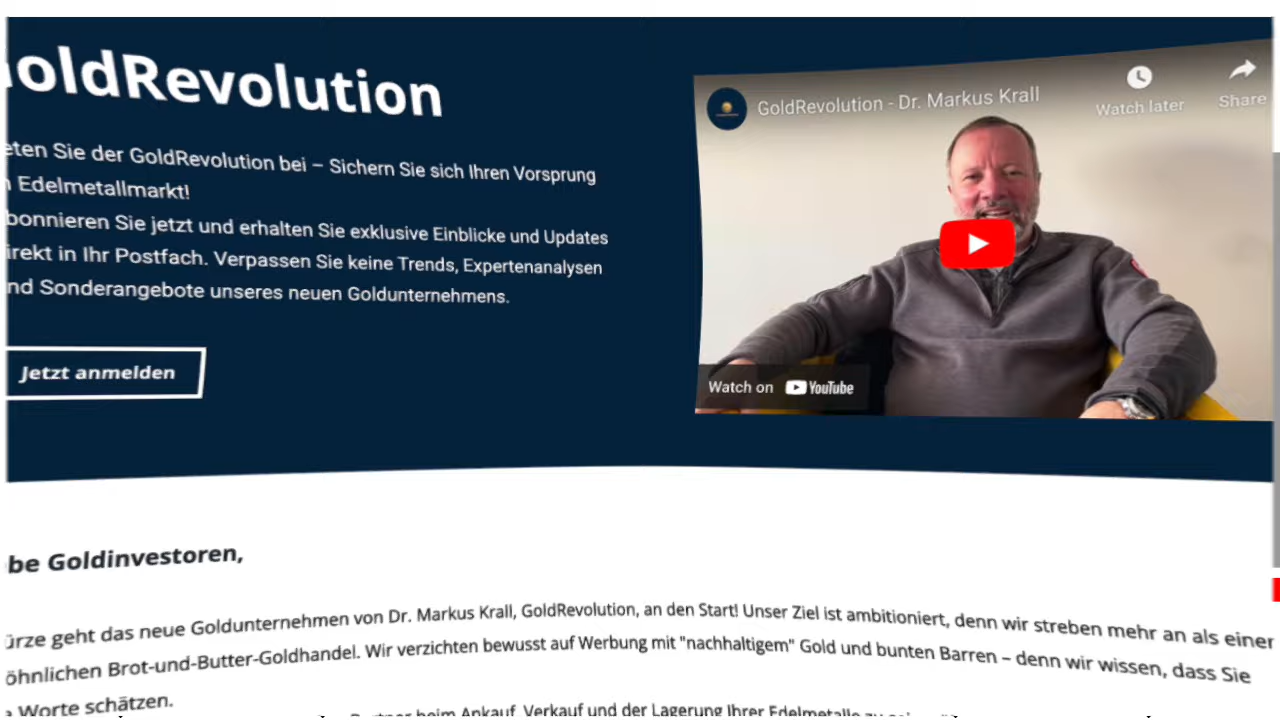 oldRevolution
eten Sie der GoldRevolution bei – Sichern Sie sich Ihren Vorsprung
Edelmetallmarkt!
bonnieren Sie jetzt und erhalten Sie exklusive Einblicke und Updates
irekt in Ihr Postfach. Verpassen Sie keine Trends, Expertenanalysen
nd Sonderangebote unseres neuen Goldunternehmens.
Jetzt anmelden
GoldRevolution - Dr. Markus Krall
Watch later
Share
Watch on YouTube
be Goldinvestoren,
ürze geht das neue Goldunternehmen von Dr. Markus Krall, GoldRevolution, an den Start! Unser Ziel ist ambitioniert, denn wir streben mehr an als einer
öhnlichen Brot-und-Butter-Goldhandel. Wir verzichten bewusst auf Werbung mit "nachhaltigem" Gold und bunten Barren – denn wir wissen, dass Sie
Worte schätzen.
beim Ankauf, Verkauf und der Lagerung Ihrer Edelmetalle zu